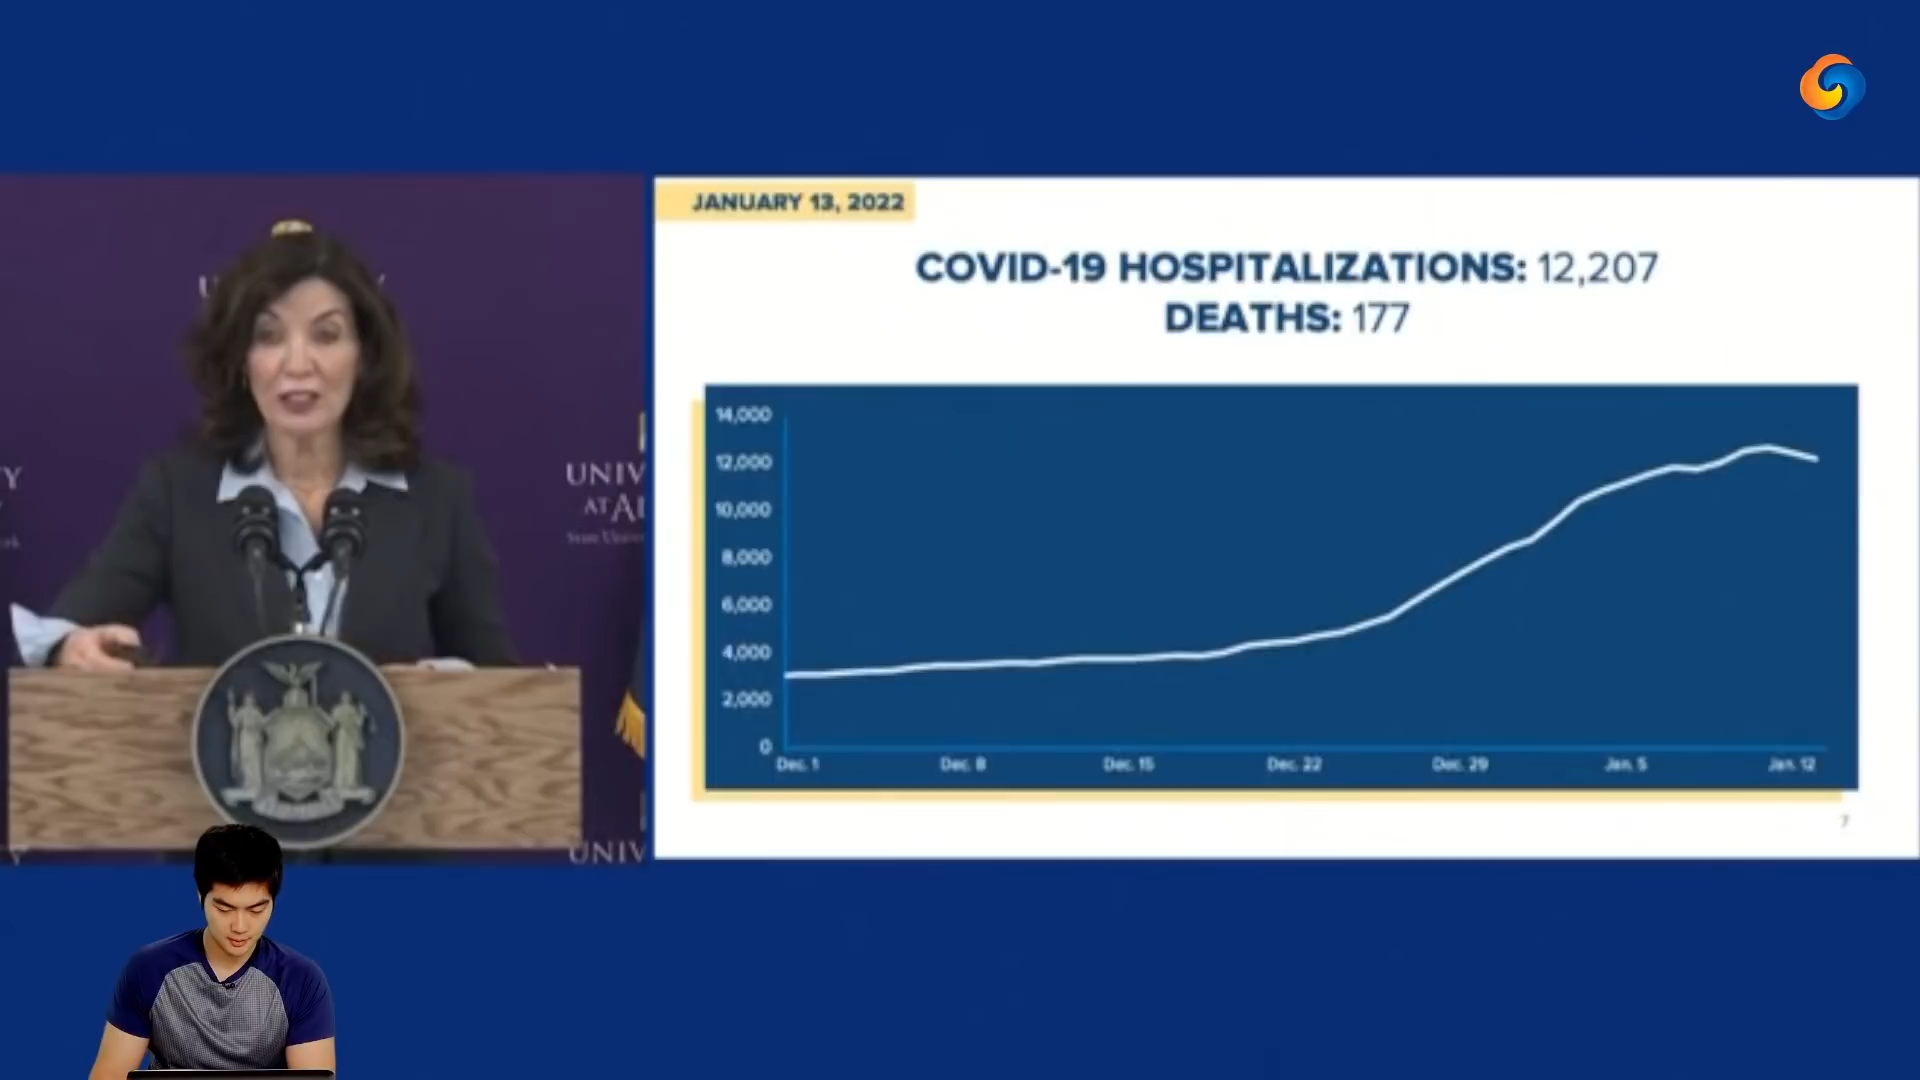 JANUARY 13, 2022
COVID-19 HOSPITALIZATIONS: 12,207
DEATHS: 177
14,000
12,000
10,000
8,000
6,000
4,000
2,000
0
Dec. 1
Dec. 8
Dec. 15
Dec. 22
Dec. 29
Jan. 5
Jan. 12
7
U
Y
Y
UNIV
AT AL
UNIV